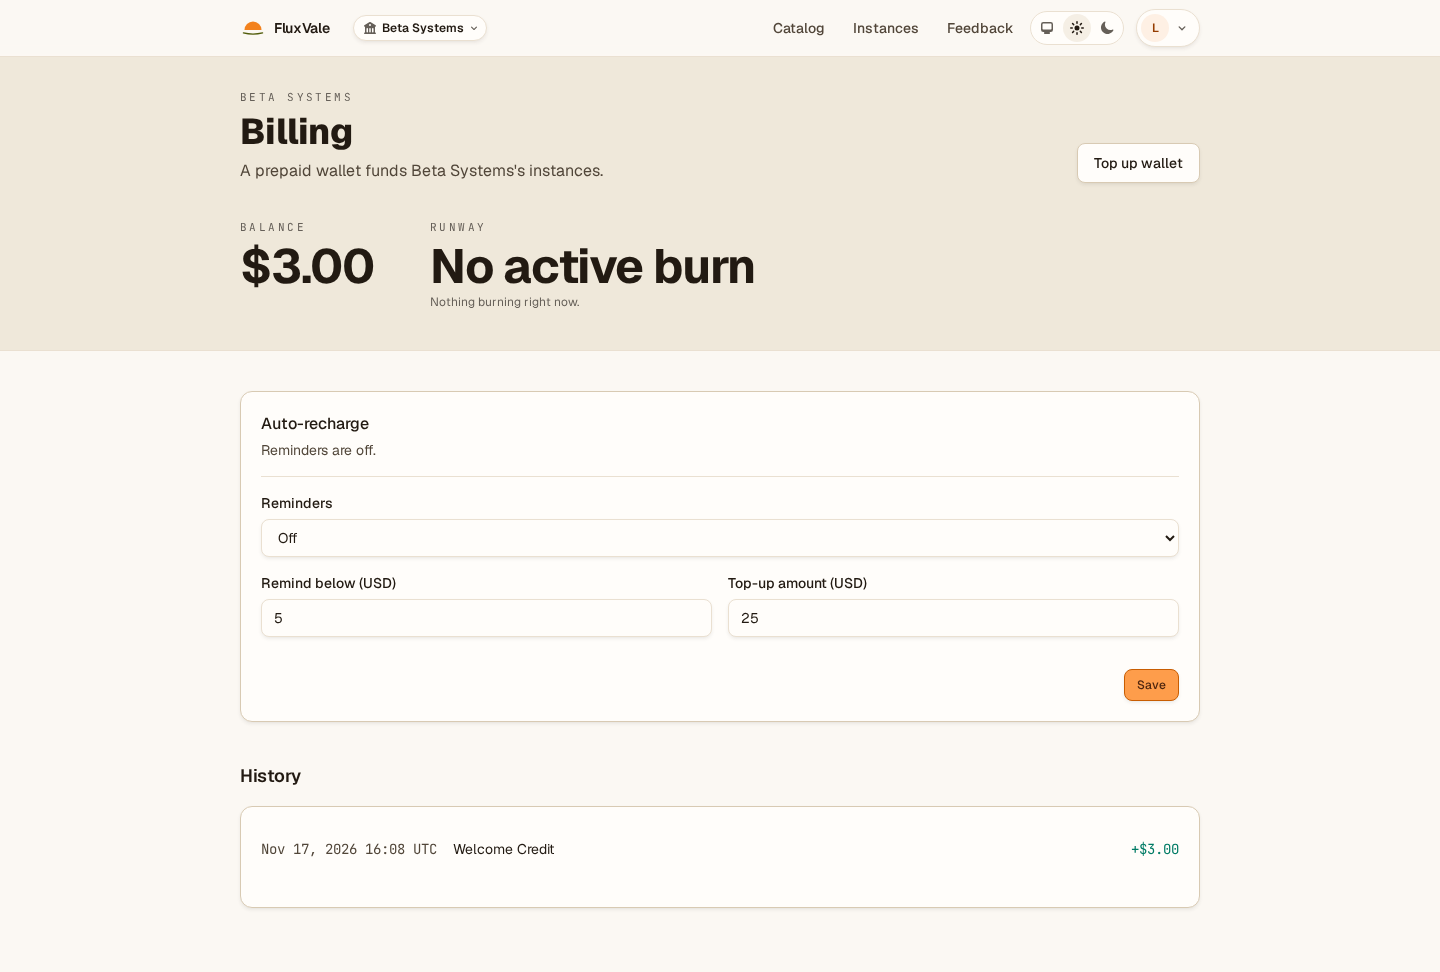 FluxVale
Beta Systems
Catalog
Instances
Feedback
L
BETA SYSTEMS
Billing
A prepaid wallet funds Beta Systems's instances.
Top up wallet
BALANCE
$3.00
RUNWAY
No active burn
Nothing burning right now.
Auto-recharge
Reminders are off.
Reminders
Off
Remind below (USD)
5
Top-up amount (USD)
25
Save
History
Nov 17, 2026 16:08 UTC Welcome Credit +$3.00